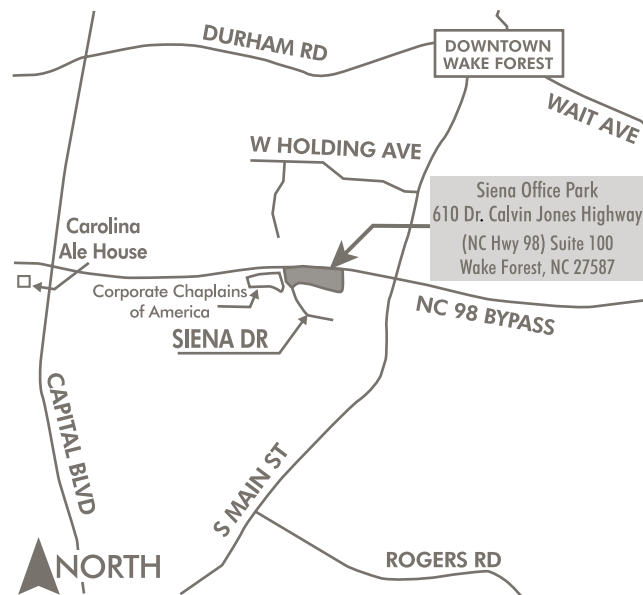 DURHAM RD
DOWNTOWN
WAKE FOREST
WAIT AVE
W HOLDING AVE
Siena Office Park
610 Dr. Calvin Jones Highway
(NC Hwy 98) Suite 100
Wake Forest, NC 27587
Carolina
Ale House
Corporate Chaplains
of America
SIENA DR
NC 98 BYPASS
CAPITAL BLVD
S MAIN ST
NORTH
ROGERS RD